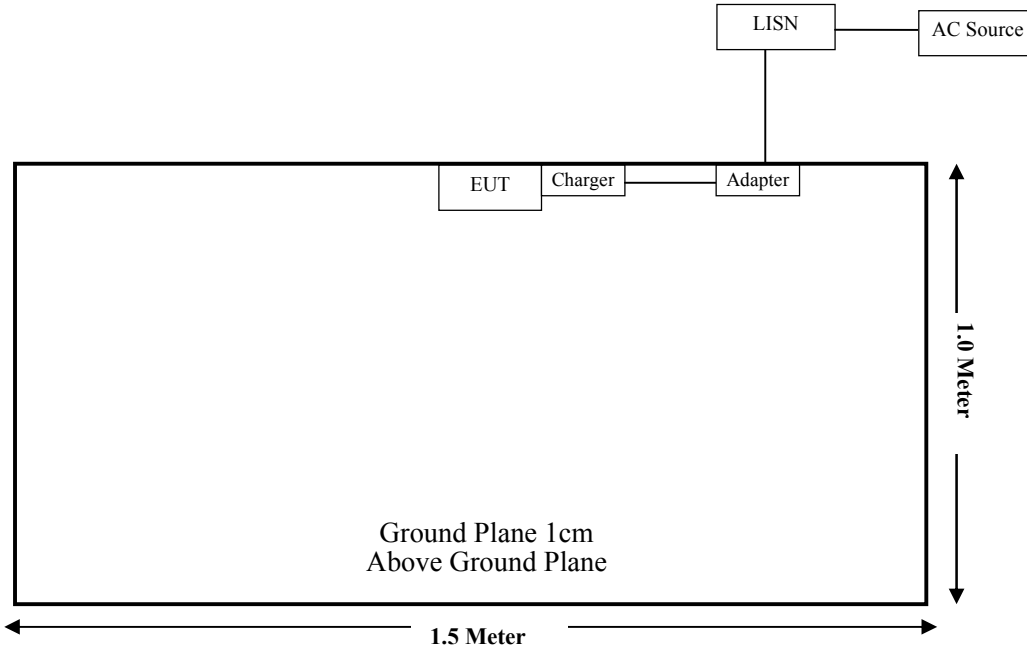 LISN
AC Source
EUT
Charger
Adapter
1.0 Meter
Ground Plane 1cm
Above Ground Plane
1.5 Meter